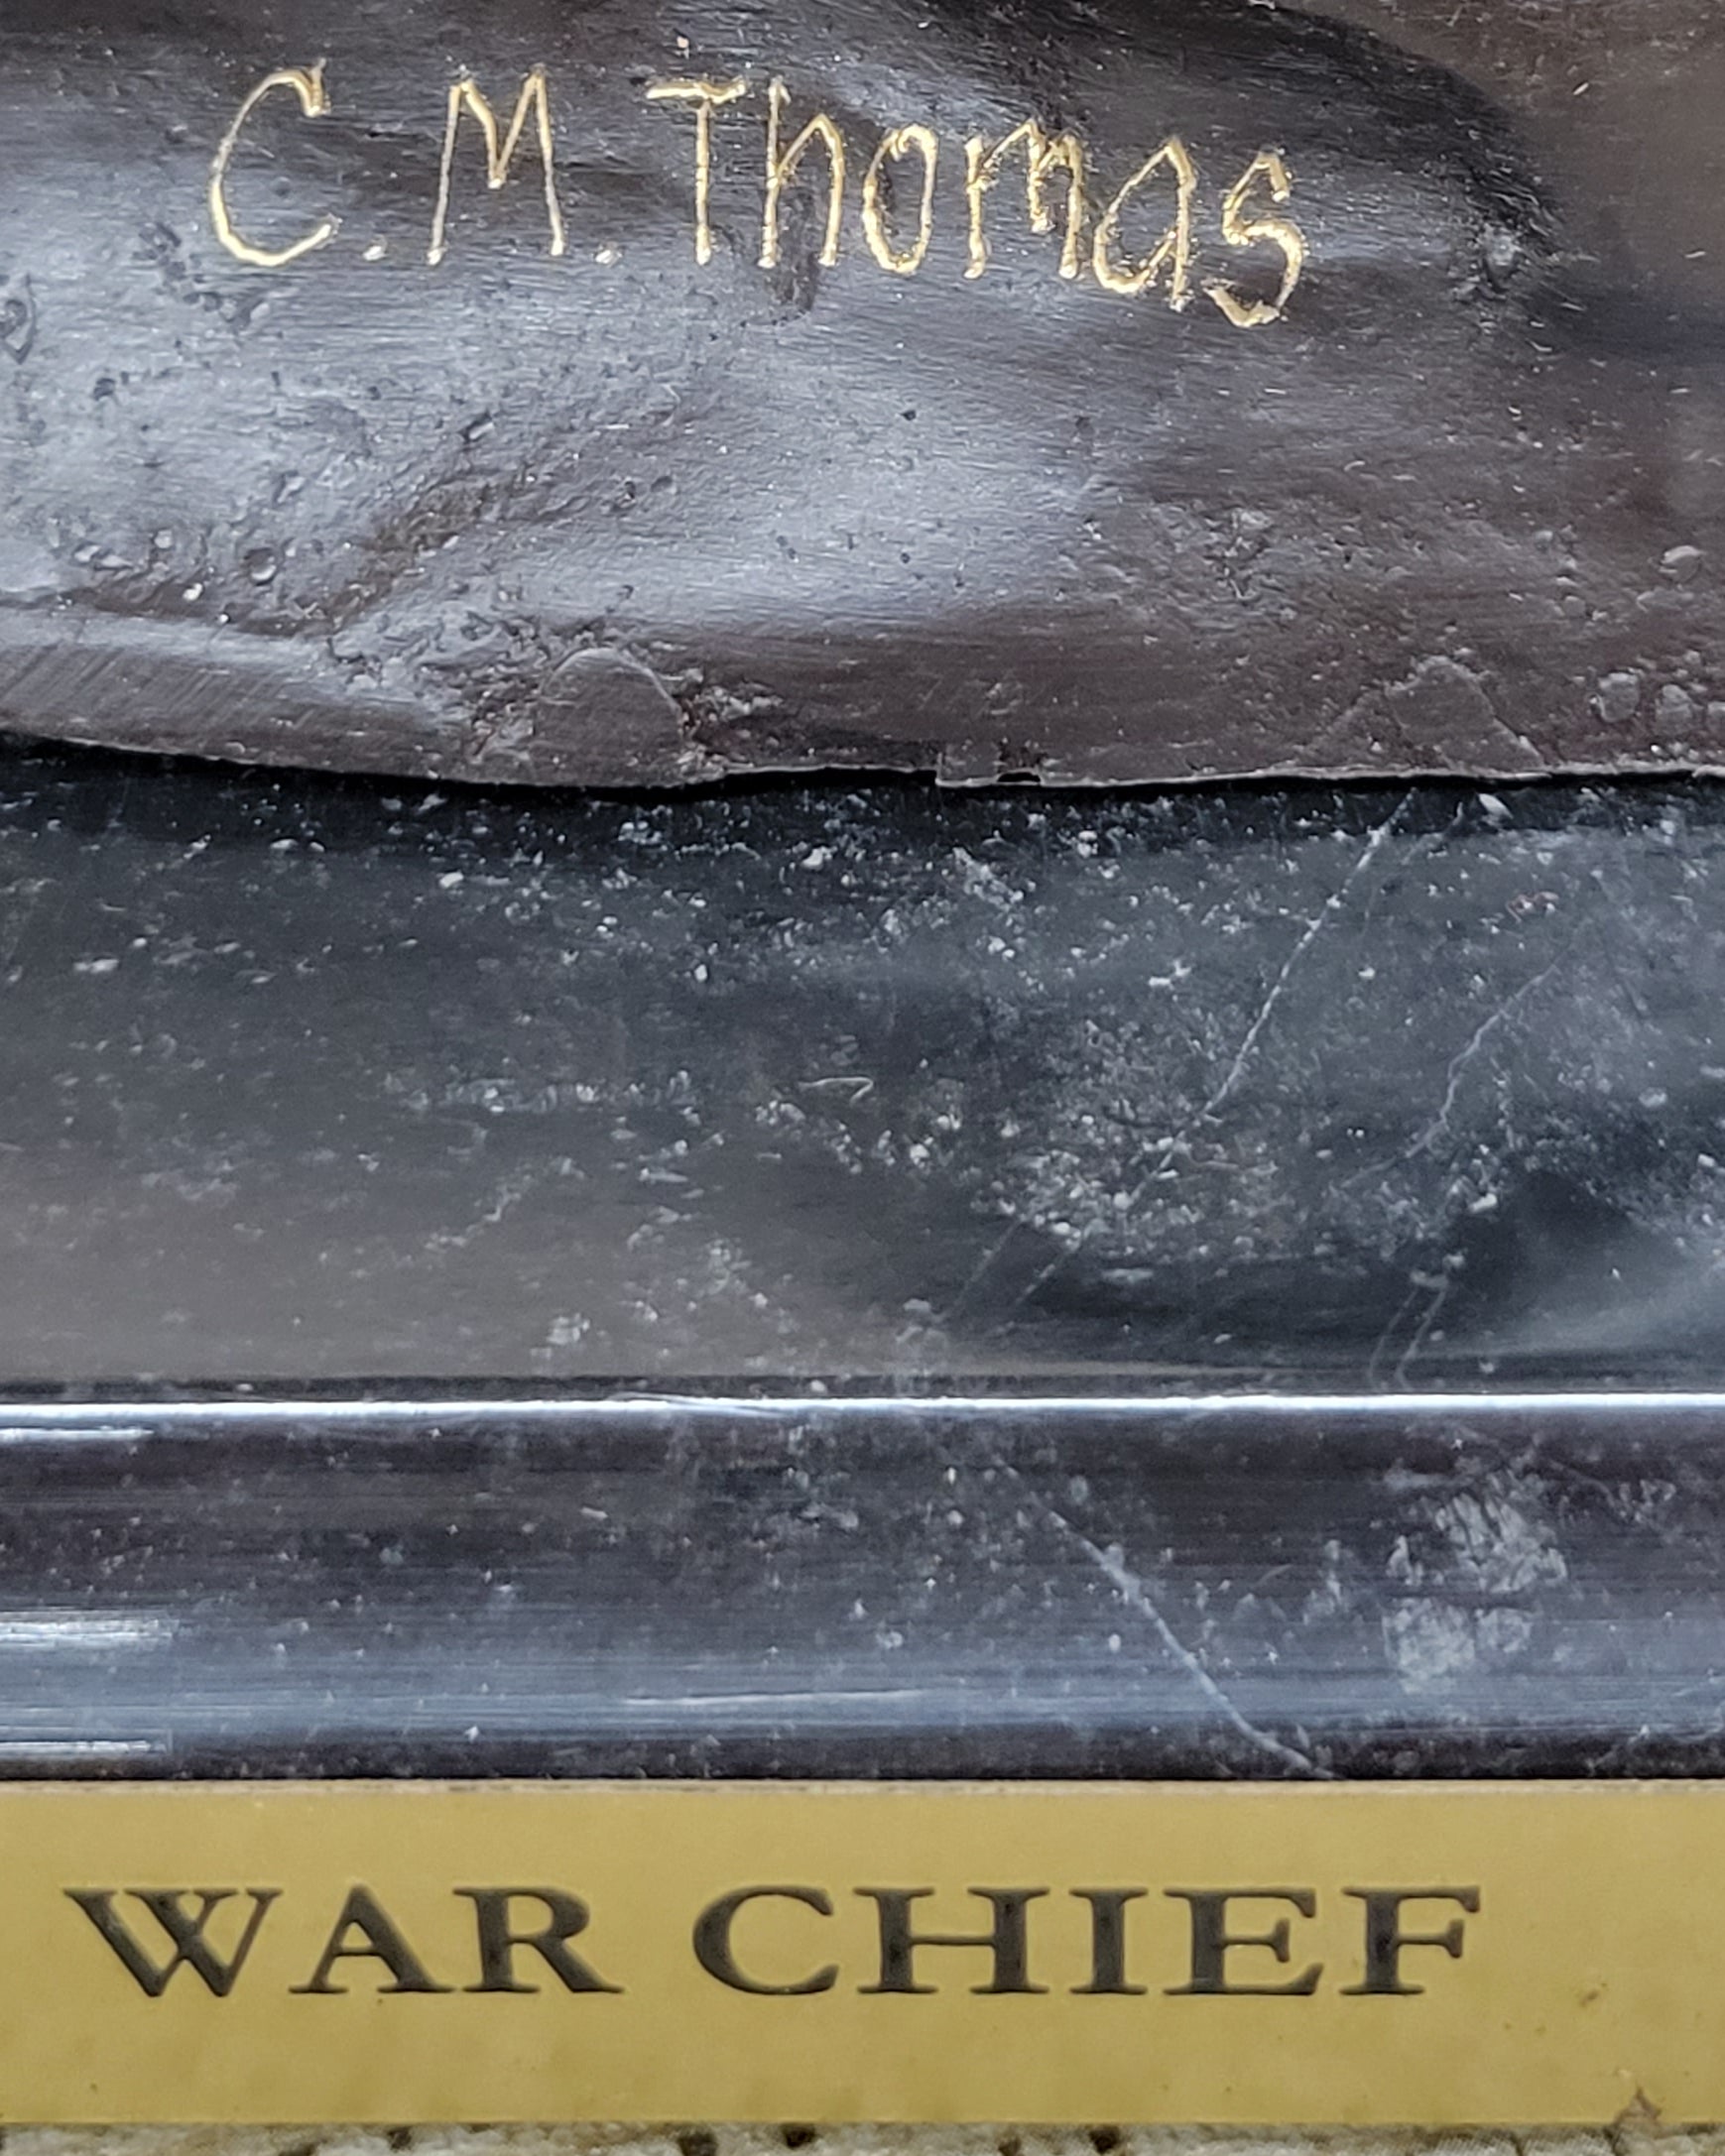 C. M. Thomas
WAR CHIEF